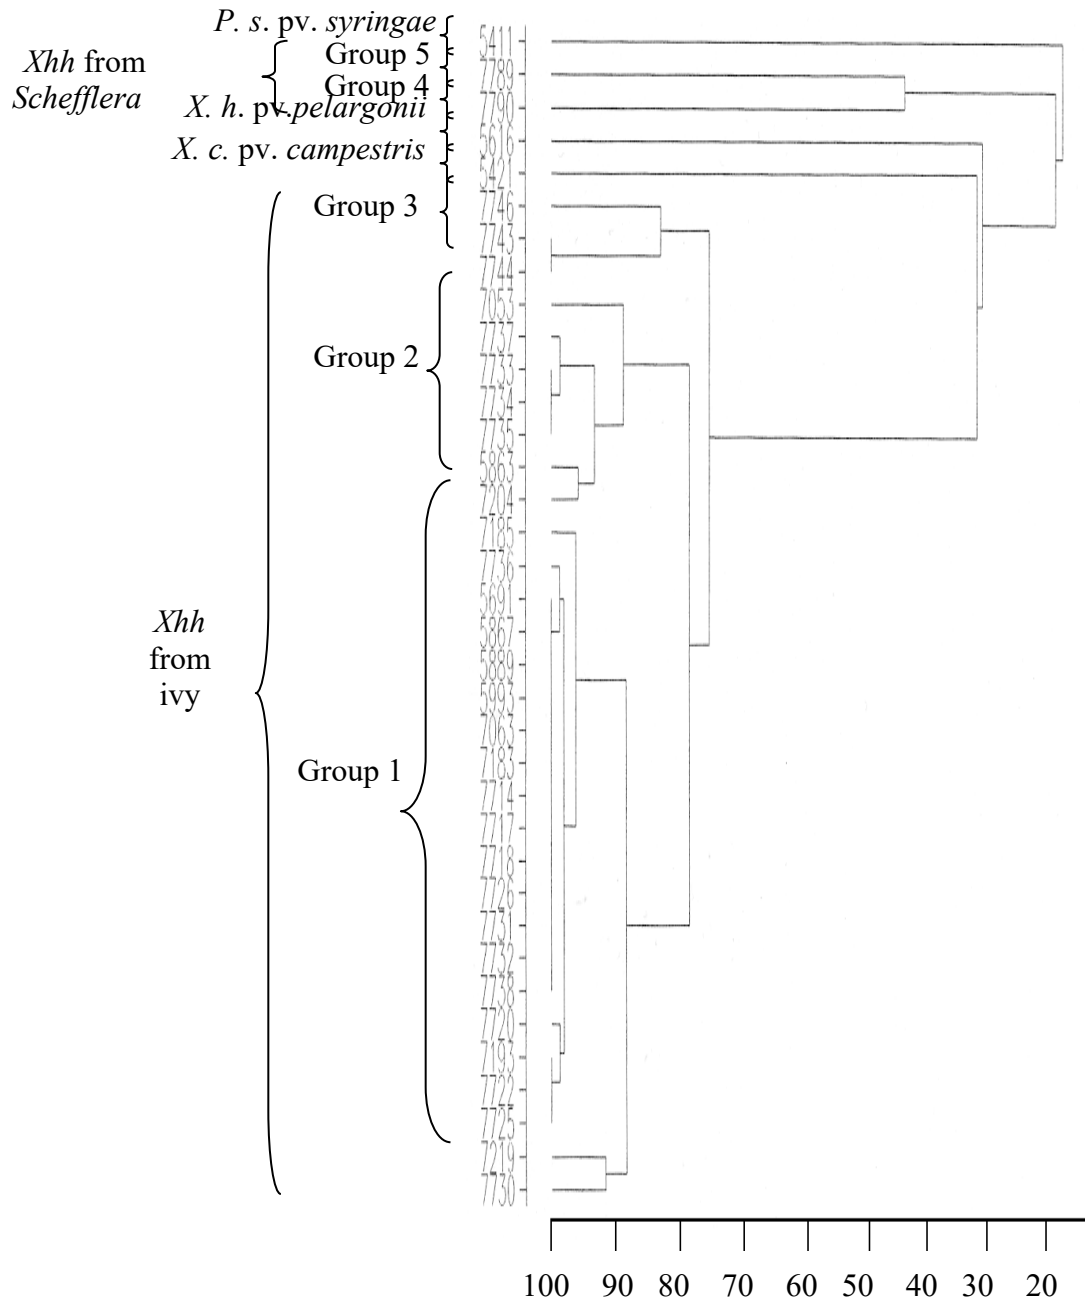 P. s. pv. syringae
5411
Group 5
Xhh from
Schefflera
7789
Group 4
X. h. pv.pelargonii
7790
5616
X. c. pv. campestris
5421
7746
Group 3
7743
7744
7053
7737
Group 2
7733
7734
7735
5863
7204
7185
7736
5691
Xhh
from
ivy
5867
5889
5993
7063
7183
Group 1
7714
7717
7718
7726
7731
7732
7738
7720
7193
7722
7725
7219
7730
100 90 80 70 60 50 40 30 20